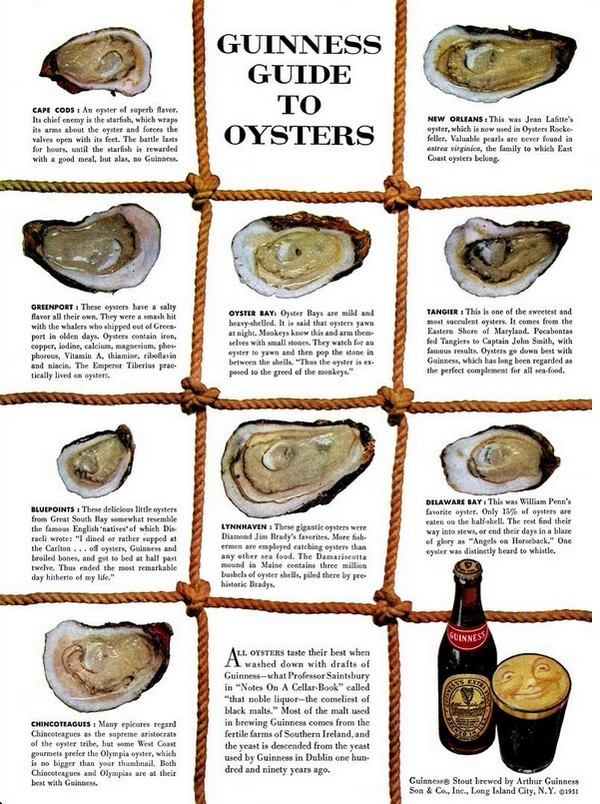 GUINNESS
GUIDE
TO
OYSTERS
CAPE CODS : An oyster of superb flavor.
Its chief enemy is the starfish, which wraps
its arms about the oyster and forces the
valves open with its feet. The battle lasts
for hours, until the starfish is rewarded
with a good meal, but alas, no Guinness.
NEW ORLEANS : This was Jean Lafitte's
oyster, which is now used in Oysters Rocke-
feller. Valuable pearls are never found in
ostrea virginica, the family to which East
Coast oysters belong.
GREENPORT : These oysters have a salty
flavor all their own. They were a smash hit
with the whalers who shipped out of Green-
port in olden days. Oysters contain iron,
copper, iodine, calcium, magnesium, phos-
phorous, Vitamin A, thiamine, riboflavin
and niacin. The Emperor Tiberius prac-
tically lived on oysters.
OYSTER BAY: Oyster Bays are mild and
heavy-shelled. It is said that oysters yawn
at night. Monkeys know this and arm them-
selves with small stones. They watch for an
oyster to yawn and then pop the stone in
between the shells. "Thus the oyster is ex-
posed to the greed of the monkeys."
TANGIER : This is one of the sweetest and
most succulent oysters. It comes from the
Eastern Shore of Maryland. Pocahontas
fed Tangiers to Captain John Smith, with
famous results. Oysters go down best with
Guinness, which has long been regarded as
the perfect complement for all sea-food.
BLUEPOINTS : These delicious little oysters
from Great South Bay somewhat resemble
the famous English 'natives' of which Dis-
raeli wrote: "I dined or rather supped at
the Carlton . . . off oysters, Guinness and
broiled bones, and got to bed at half past
twelve. Thus ended the most remarkable
day hitherto of my life."
LYNNHAVEN : These gigantic oysters were
Diamond Jim Brady's favorites. More fish-
ermen are employed catching oysters than
any other sea food. The Damariscotta
mound in Maine contains three million
bushels of oyster shells, piled there by pre-
historic Bradys.
DELAWARE BAY : This was William Penn's
favorite oyster. Only 15% of oysters are
eaten on the half-shell. The rest find their
way into stews, or end their days in a blaze
of glory as "Angels on Horseback." One
oyster was distinctly heard to whistle.
CHINCOTEAGUES : Many epicures regard
Chincoteagues as the supreme aristocrats
of the oyster tribe, but some West Coast
gourmets prefer the Olympia oyster, which
is no bigger than your thumbnail. Both
Chincoteagues and Olympias are at their
best with Guinness.
ALL OYSTERS taste their best when
washed down with drafts of
Guinness—what Professor Saintsbury
in "Notes On A Cellar-Book" called
"that noble liquor—the comeliest of
black malts." Most of the malt used
in brewing Guinness comes from the
fertile farms of Southern Ireland, and
the yeast is descended from the yeast
used by Guinness in Dublin one hun-
dred and ninety years ago.
GUINNESS
Guinness® Stout brewed by Arthur Guinness
Son & Co., Inc., Long Island City, N. Y. ©1951